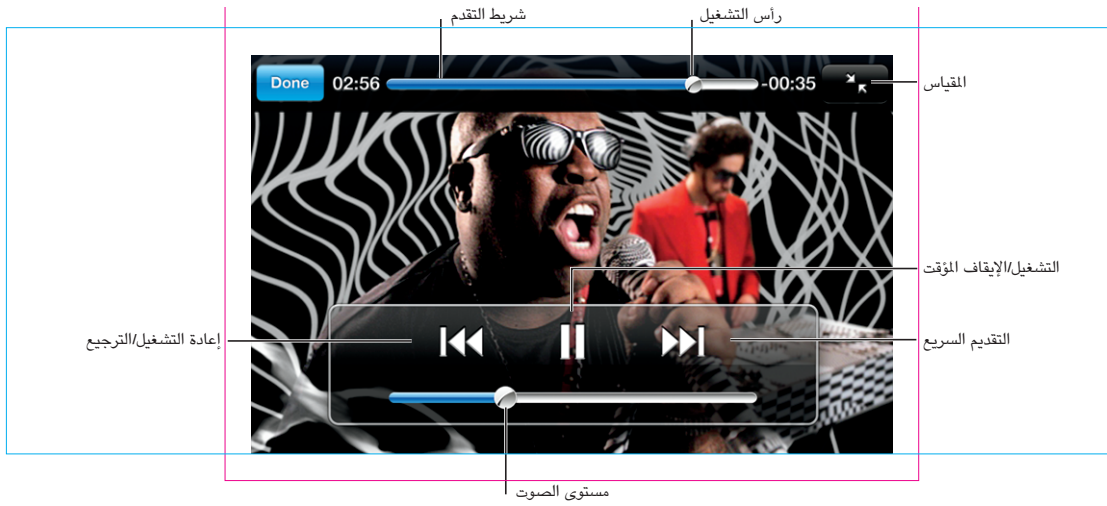 رأس التشغيل
شريط التقدم
Done
02:56
-00:35
المقياس
التشغيل/الإيقاف المؤقت
التقديم السريع
إعادة التشغيل/الترجيع
مستوى الصوت